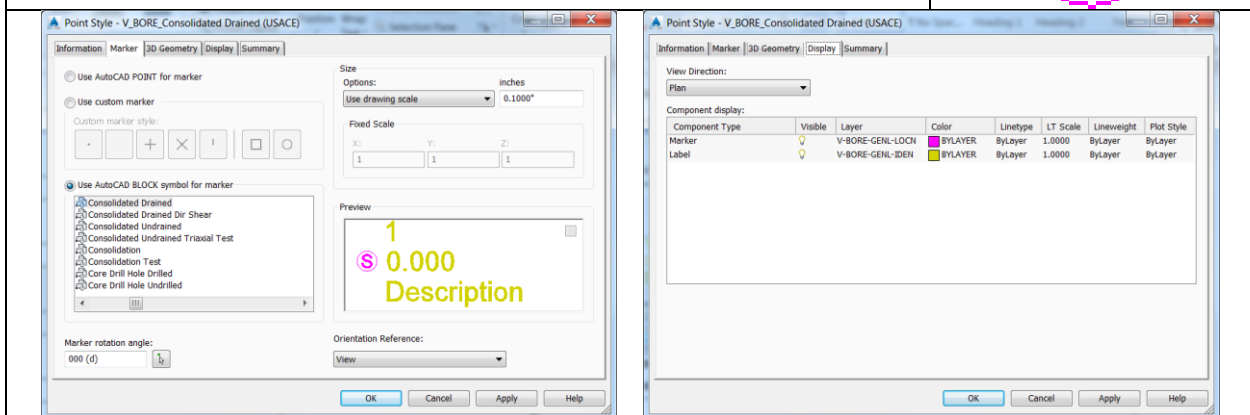 Point Style - V_BORE_Consolidated Drained (USACE)
Information Marker 3D Geometry Display Summary
Use AutoCAD POINT for marker
Use custom marker
Custom marker style:
Use AutoCAD BLOCK symbol for marker
Consolidated Drained
Consolidated Drained Dir Shear
Consolidated Undrained
Consolidated Undrained Triaxial Test
Consolidation
Consolidation Test
Core Drill Hole Drilled
Core Drill Hole Undrilled
Marker rotation angle:
000 (d)
Size
Options: inches
Use drawing scale 0.1000"
Fixed Scale
X: Y: Z:
1 1 1
Preview
1
S 0.000
Description
Orientation Reference:
View
OK Cancel Apply Help
Point Style - V_BORE_Consolidated Drained (USACE)
Information Marker 3D Geometry Display Summary
View Direction:
Plan
Component display:
Component Type Visible Layer Color Linetype LT Scale Lineweight Plot Style
Marker V-BORE-GENL-LOCN BYLAYER ByLayer 1.0000 ByLayer ByLayer
Label V-BORE-GENL-IDEN BYLAYER ByLayer 1.0000 ByLayer ByLayer
OK Cancel Apply Help